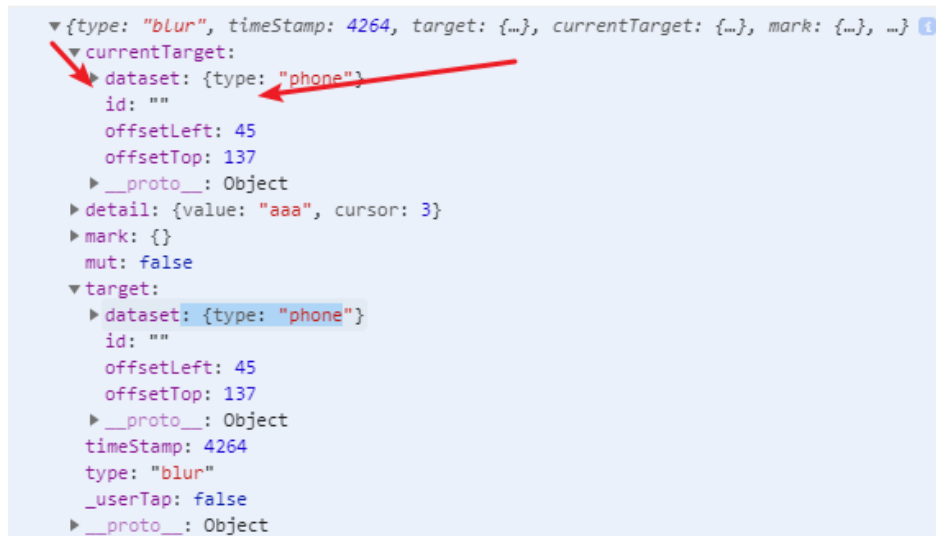 ▼{type: "blur", timeStamp: 4264, target: {…}, currentTarget: {…}, mark: {…}, …} i
▼currentTarget:
▶dataset: {type: "phone"}
id: ""
offsetLeft: 45
offsetTop: 137
▶__proto__: Object
▶detail: {value: "aaa", cursor: 3}
▶mark: {}
mut: false
▼target:
▶dataset: {type: "phone"}
id: ""
offsetLeft: 45
offsetTop: 137
▶__proto__: Object
timeStamp: 4264
type: "blur"
_userTap: false
▶__proto__: Object